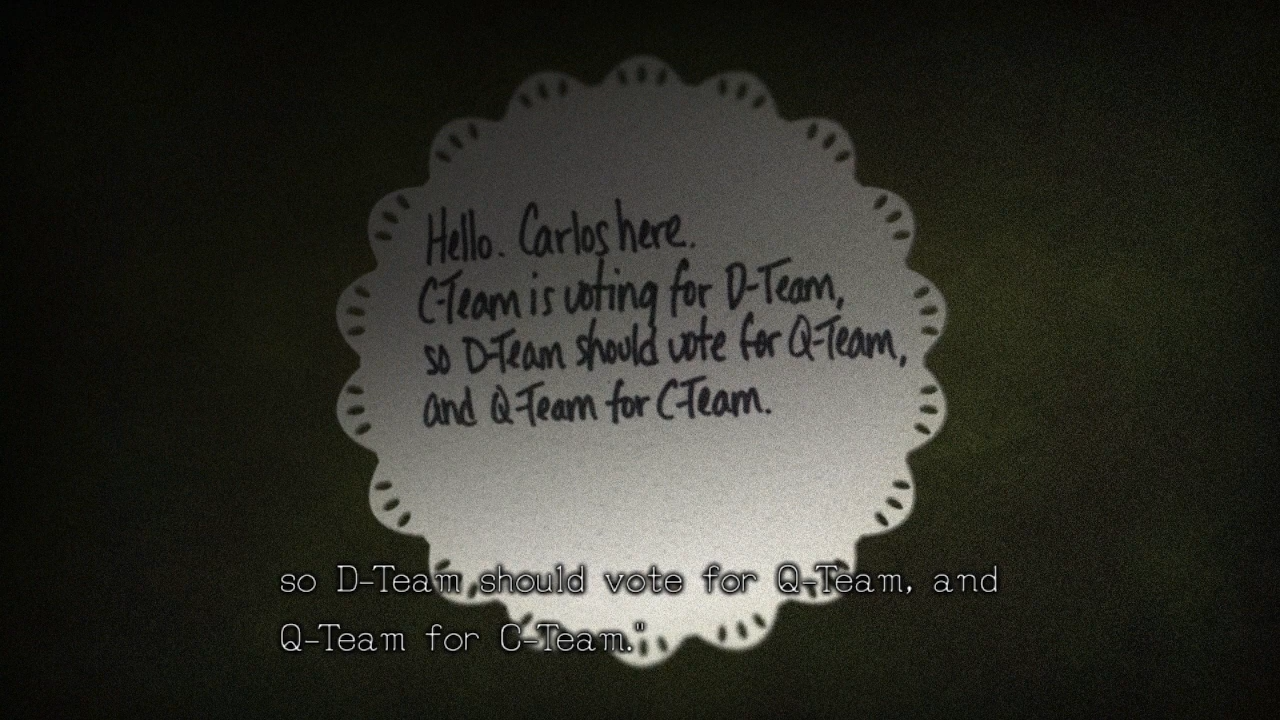 Hello. Carlos here.
C-Team is voting for D-Team,
so D-Team should vote for Q-Team,
and Q-Team for C-Team.
so D-Team should vote for Q-Team, and
Q-Team for C-Team."